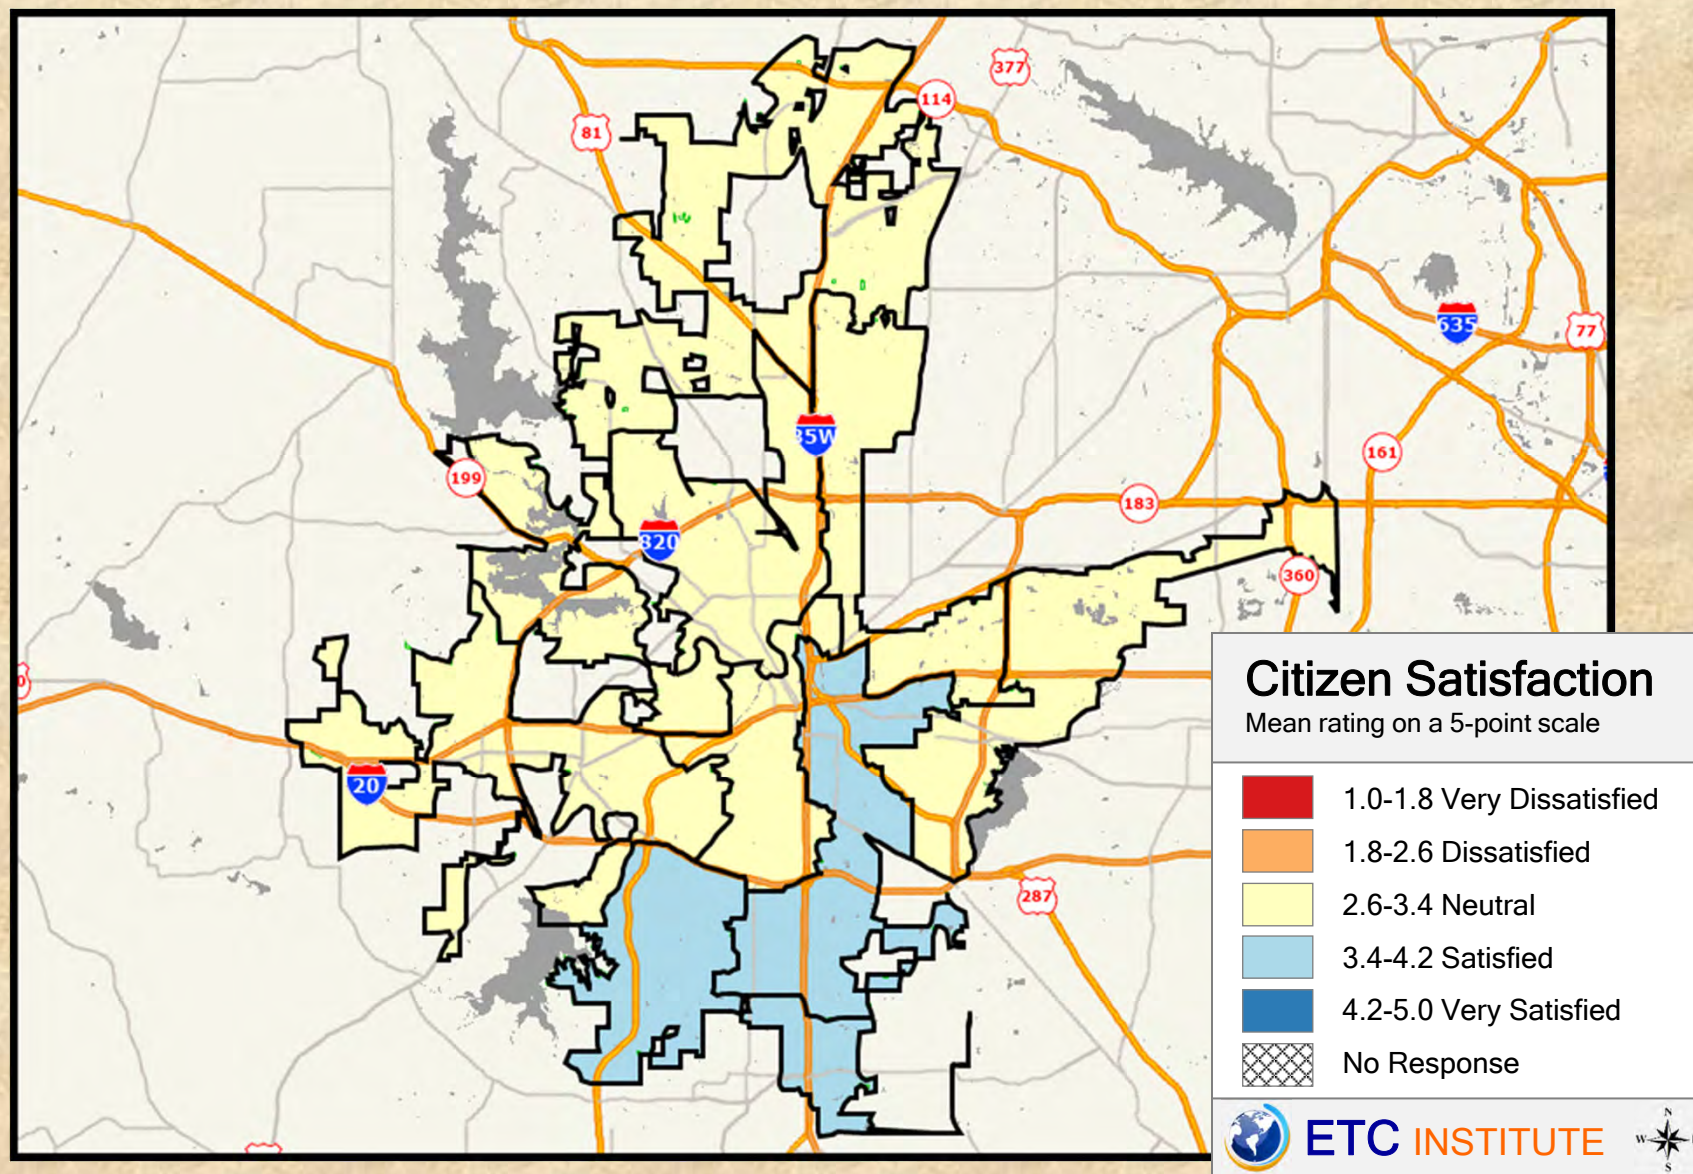 377
114
81
635
77
35W
161
199
183
820
360
20
287
0
Citizen Satisfaction
Mean rating on a 5-point scale
1.0-1.8 Very Dissatisfied
1.8-2.6 Dissatisfied
2.6-3.4 Neutral
3.4-4.2 Satisfied
4.2-5.0 Very Satisfied
No Response
ETC INSTITUTE
N
W
S